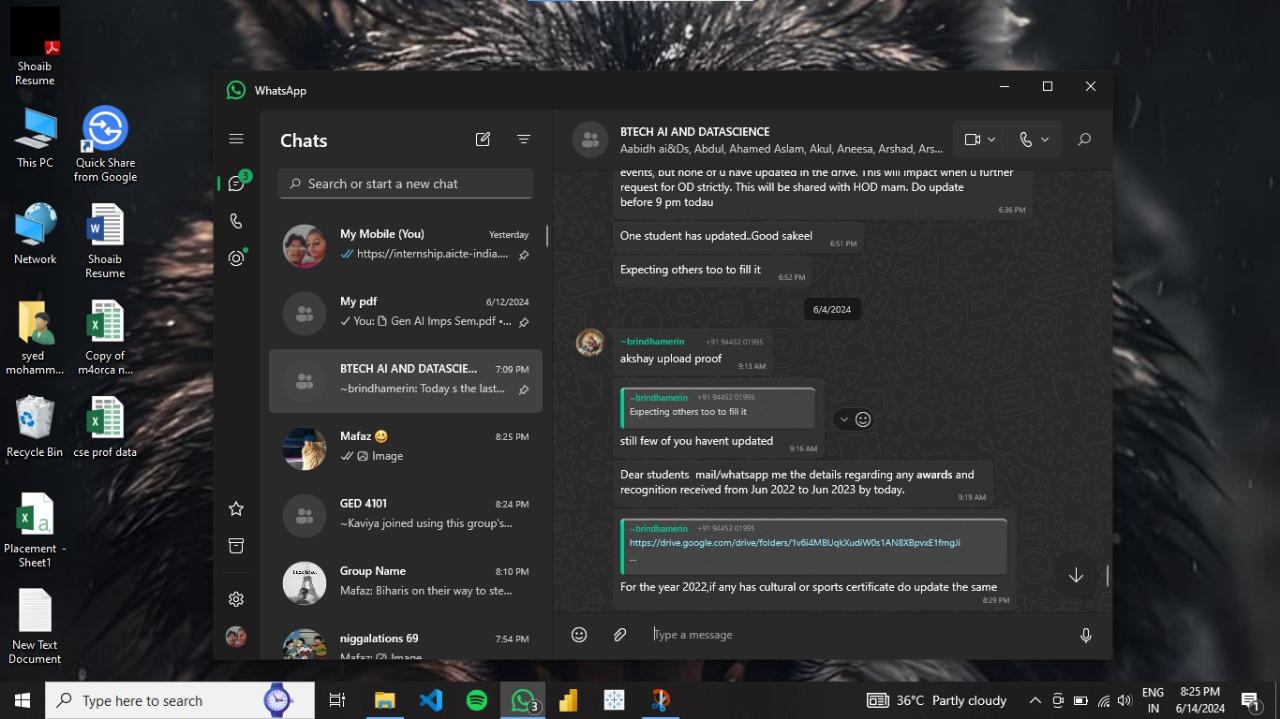 Shoaib
Resume
This PC
Quick Share
from Google
Network
Shoaib
Resume
syed
mohamm...
Copy of
m4orca n...
Recycle Bin
cse prof data
Placement -
Sheet1
New Text
Document
WhatsApp
Chats
Search or start a new chat
3
My Mobile (You)
Yesterday
https://internship.aicte-india....
My pdf
6/12/2024
You: Gen AI Imps Sem.pdf •...
BTECH AI AND DATASCIE...
7:09 PM
~brindhamerin: Today s the last...
Mafaz
8:25 PM
Image
GED 4101
8:24 PM
~Kaviya joined using this group's...
Group Name
8:10 PM
Mafaz: Biharis on their way to ste...
niggalations 69
7:54 PM
Mafaz: Image
BTECH AI AND DATASCIENCE
Aabidh ai&Ds, Abdul, Ahamed Aslam, Akul, Aneesa, Arshad, Ars...
events, but none of u have updated in the drive. This will impact when u further
request for OD strictly. This will be shared with HOD mam. Do update
before 9 pm todau
6:36 PM
One student has updated..Good sakeel
6:51 PM
Expecting others too to fill it
6:52 PM
6/4/2024
~brindhamerin +91 94452 01995
akshay upload proof
9:13 AM
~brindhamerin +91 94452 01995
Expecting others too to fill it
still few of you havent updated
9:16 AM
Dear students mail/whatsapp me the details regarding any awards and
recognition received from Jun 2022 to Jun 2023 by today.
9:19 AM
~brindhamerin +91 94452 01995
https://drive.google.com/drive/folders/1v6i4MBUqkXudiW0s1AN8XBpvxE1fmgJi
...
For the year 2022,if any has cultural or sports certificate do update the same
8:29 PM
Type a message
Type here to search
3
36°C Partly cloudy
ENG
IN
8:25 PM
6/14/2024
1